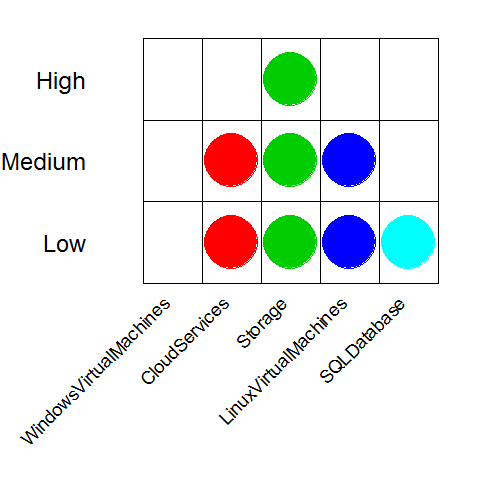 High
Medium
Low
WindowsVirtualMachines
CloudServices
Storage
LinuxVirtualMachines
SQLDatabase